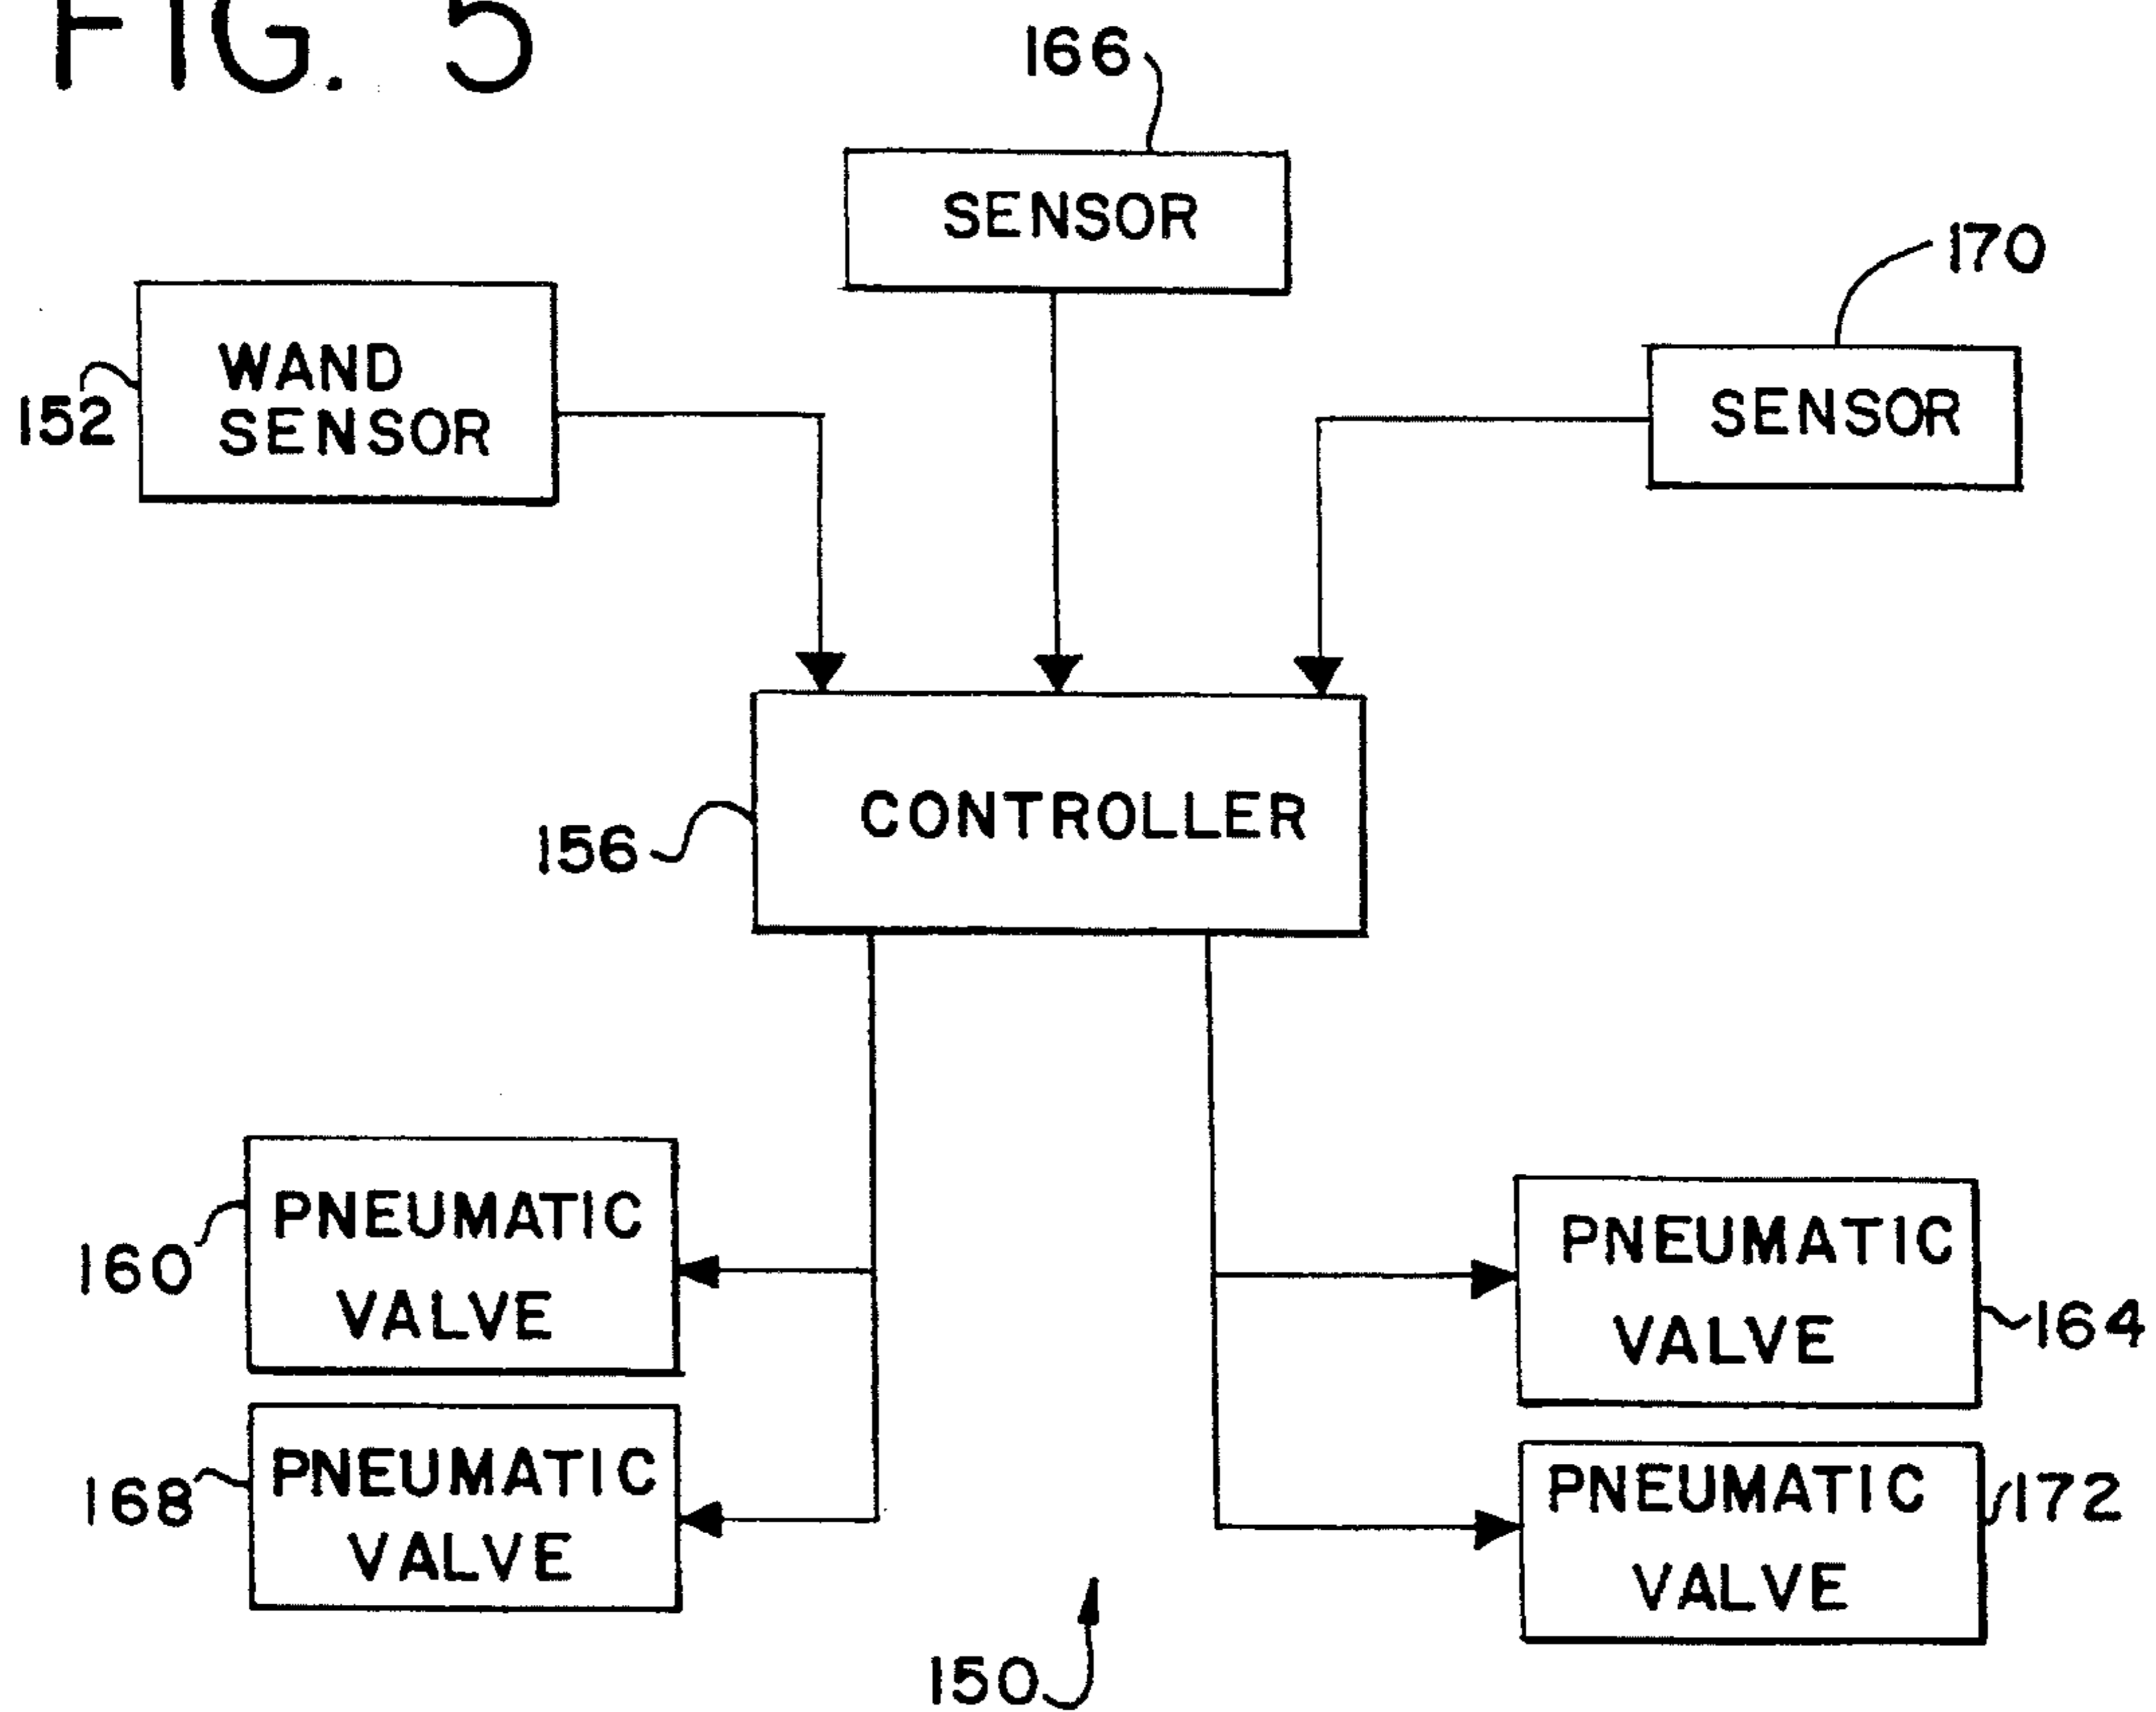 FIG. 5
166
SENSOR
170
WAND
SENSOR
SENSOR
152
CONTROLLER
156
PNEUMATIC
VALVE
160
PNEUMATIC
VALVE
164
PNEUMATIC
VALVE
168
PNEUMATIC
VALVE
172
150